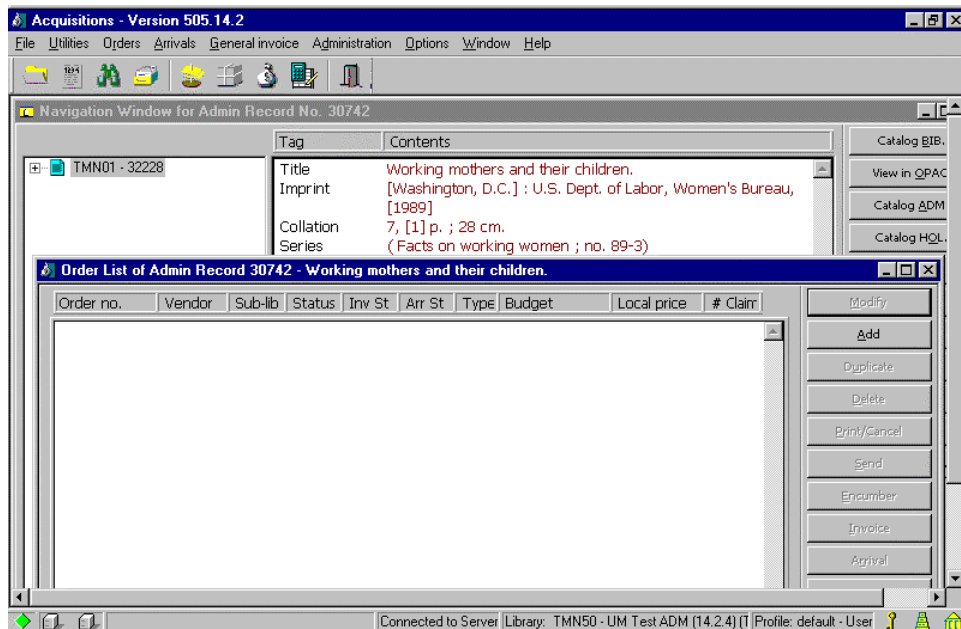 Acquisitions - Version 505.14.2
File Utilities Orders Arrivals General invoice Administration Options Window Help
Navigation Window for Admin Record No. 30742
Tag Contents
Catalog BIB.
TMN01 - 32228
Title Working mothers and their children.
View in OPAC
Imprint [Washington, D.C.] : U.S. Dept. of Labor, Women's Bureau,
[1989]
Catalog ADM
Collation 7, [1] p. ; 28 cm.
Catalog HOL.
Series ( Facts on working women ; no. 89-3)
Order List of Admin Record 30742 - Working mothers and their children.
Order no. Vendor Sub-lib Status Inv St Arr St Type Budget Local price # Claim
Modify
Add
Duplicate
Delete
Print/Cancel
Send
Encumber
Invoice
Arrival
Connected to Server Library: TMN50 - UM Test ADM (14.2.4) (T Profile: default - User